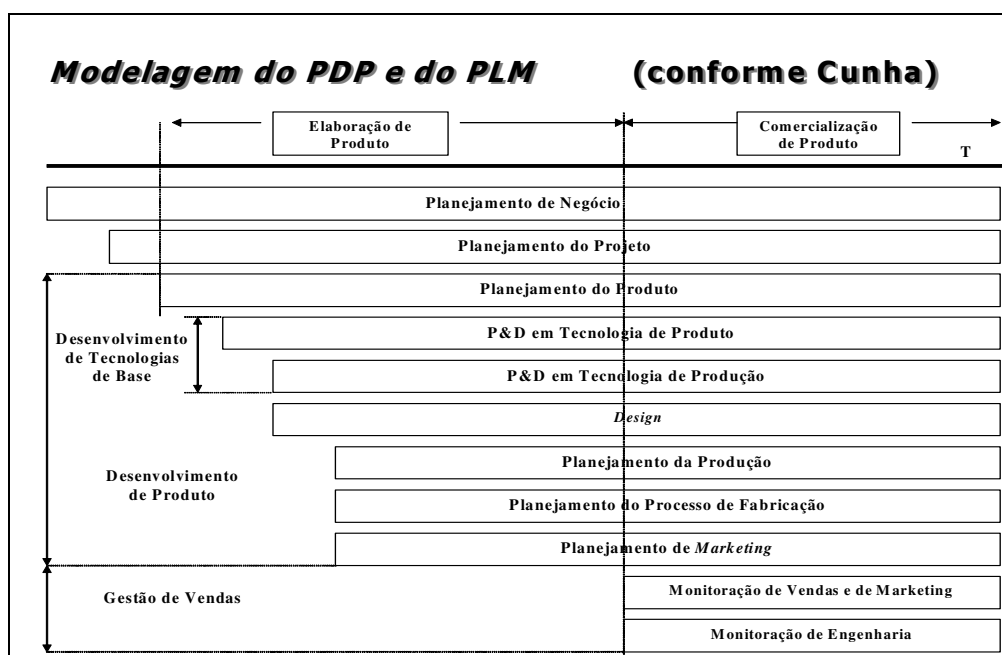 Modelagem do PDP e do PLM (conforme Cunha)
Elaboração de
Produto
Comercialização
de Produto
T
Planejamento de Negócio
Planejamento do Projeto
Planejamento do Produto
P&D em Tecnologia de Produto
Desenvolvimento
de Tecnologias
de Base
P&D em Tecnologia de Produção
Design
Planejamento da Produção
Desenvolvimento
de Produto
Planejamento do Processo de Fabricação
Planejamento de Marketing
Gestão de Vendas
Monitoração de Vendas e de Marketing
Monitoração de Engenharia